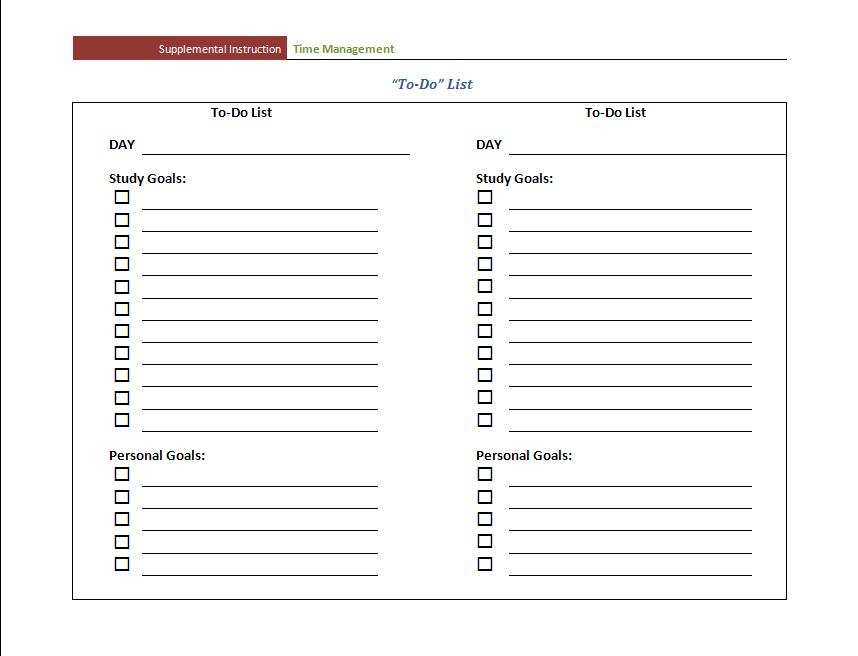 Supplemental Instruction Time Management
“To-Do” List
To-Do List
DAY
Study Goals:
Personal Goals:
To-Do List
DAY
Study Goals:
Personal Goals: